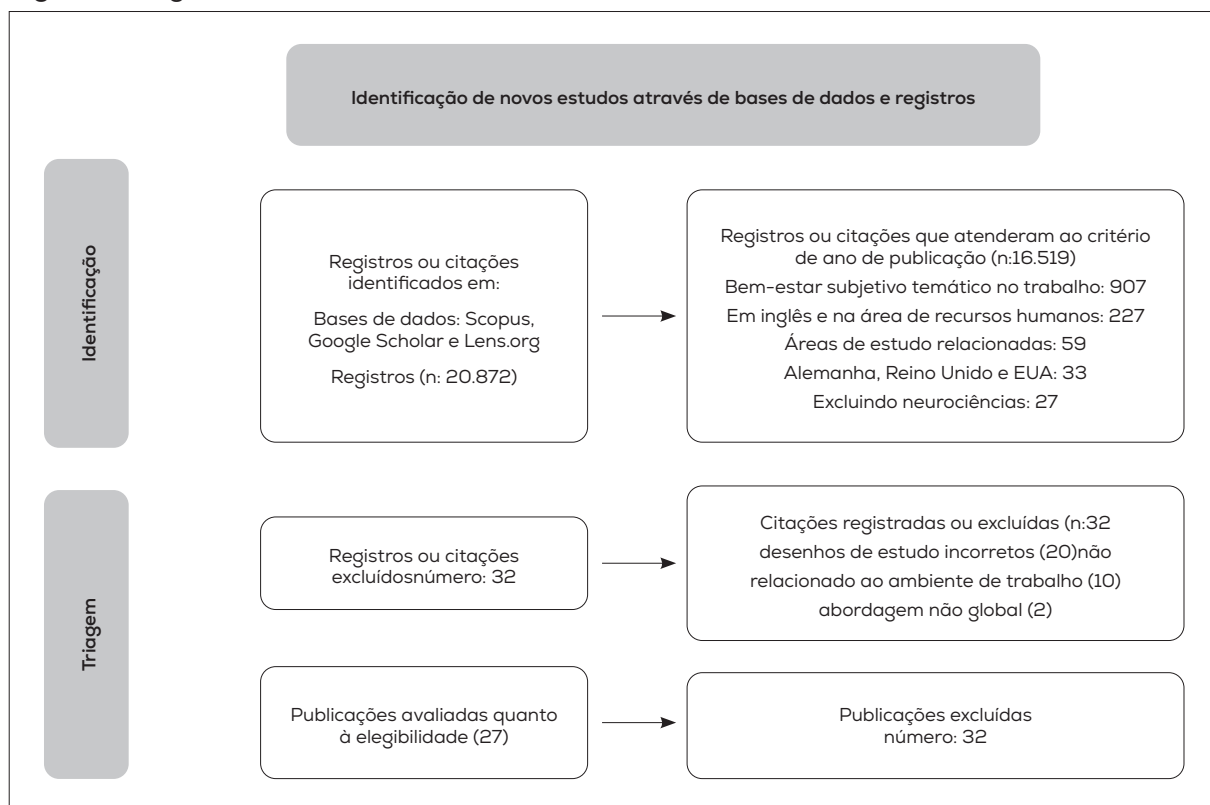 Identificação de novos estudos através de bases de dados e registros
Identificação
Registros ou citações
identificados em:
Bases de dados: Scopus,
Google Scholar e Lens.org
Registros (n: 20.872)
Registros ou citações que atenderam ao critério
de ano de publicação (n:16.519)
Bem-estar subjetivo temático no trabalho: 907
Em inglês e na área de recursos humanos: 227
Áreas de estudo relacionadas: 59
Alemanha, Reino Unido e EUA: 33
Excluindo neurociências: 27
Triagem
Registros ou citações
excluídosnúmero: 32
Citações registradas ou excluídas (n:32
desenhos de estudo incorretos (20)não
relacionado ao ambiente de trabalho (10)
abordagem não global (2)
Publicações avaliadas quanto
à elegibilidade (27)
Publicações excluídas
número: 32